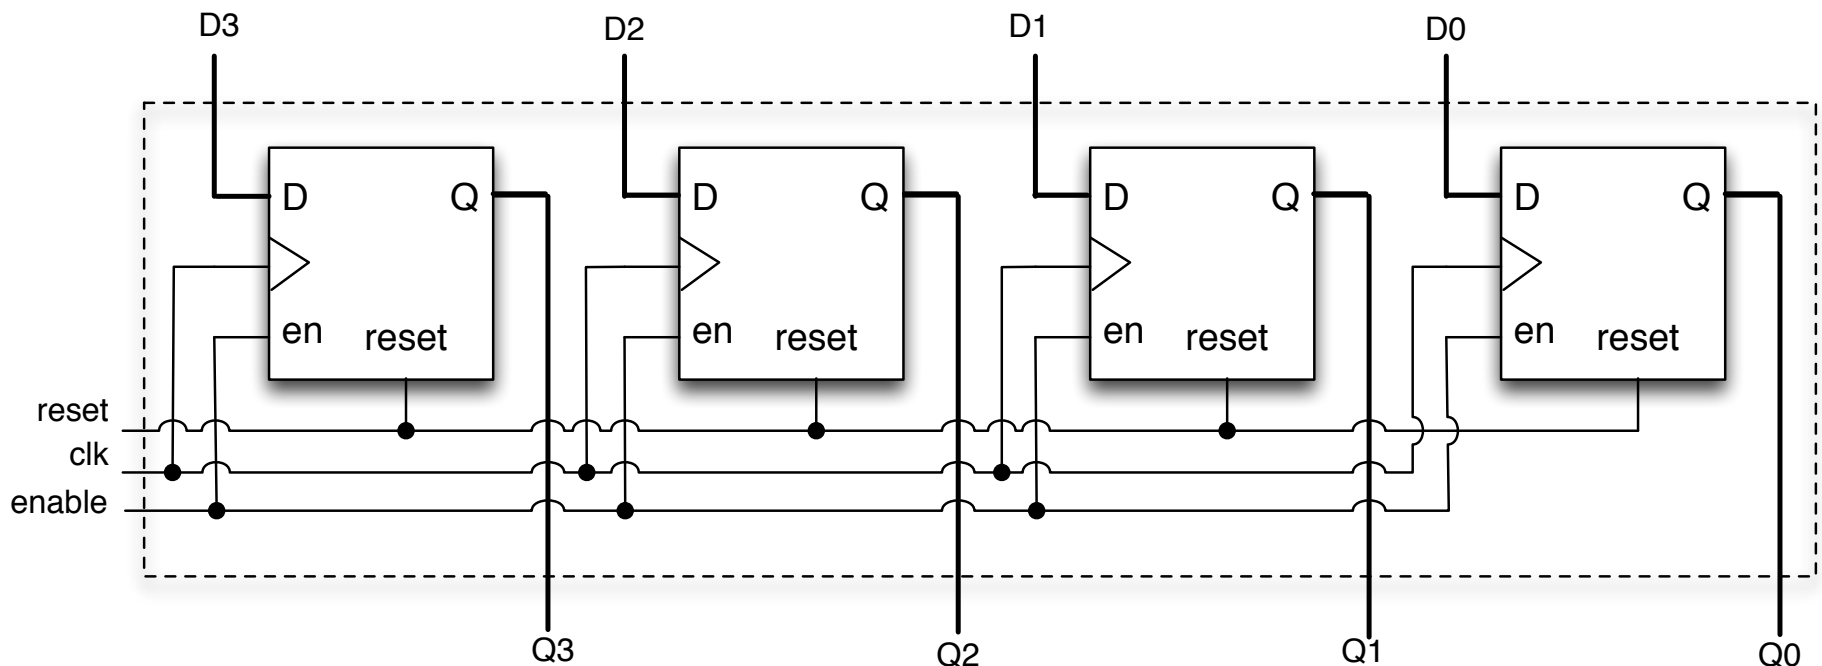 D3 D2 D1 D0
D Q D Q D Q D Q
en reset en reset en reset en reset
reset
clk
enable
Q3 Q2 Q1 Q0